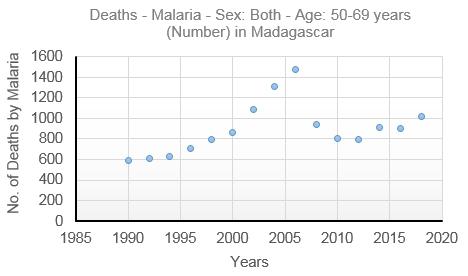 Deaths - Malaria - Sex: Both - Age: 50-69 years
(Number) in Madagascar
No. of Deaths by Malaria
1600
1400
1200
1000
800
600
400
200
0
1985 1990 1995 2000 2005 2010 2015 2020
Years